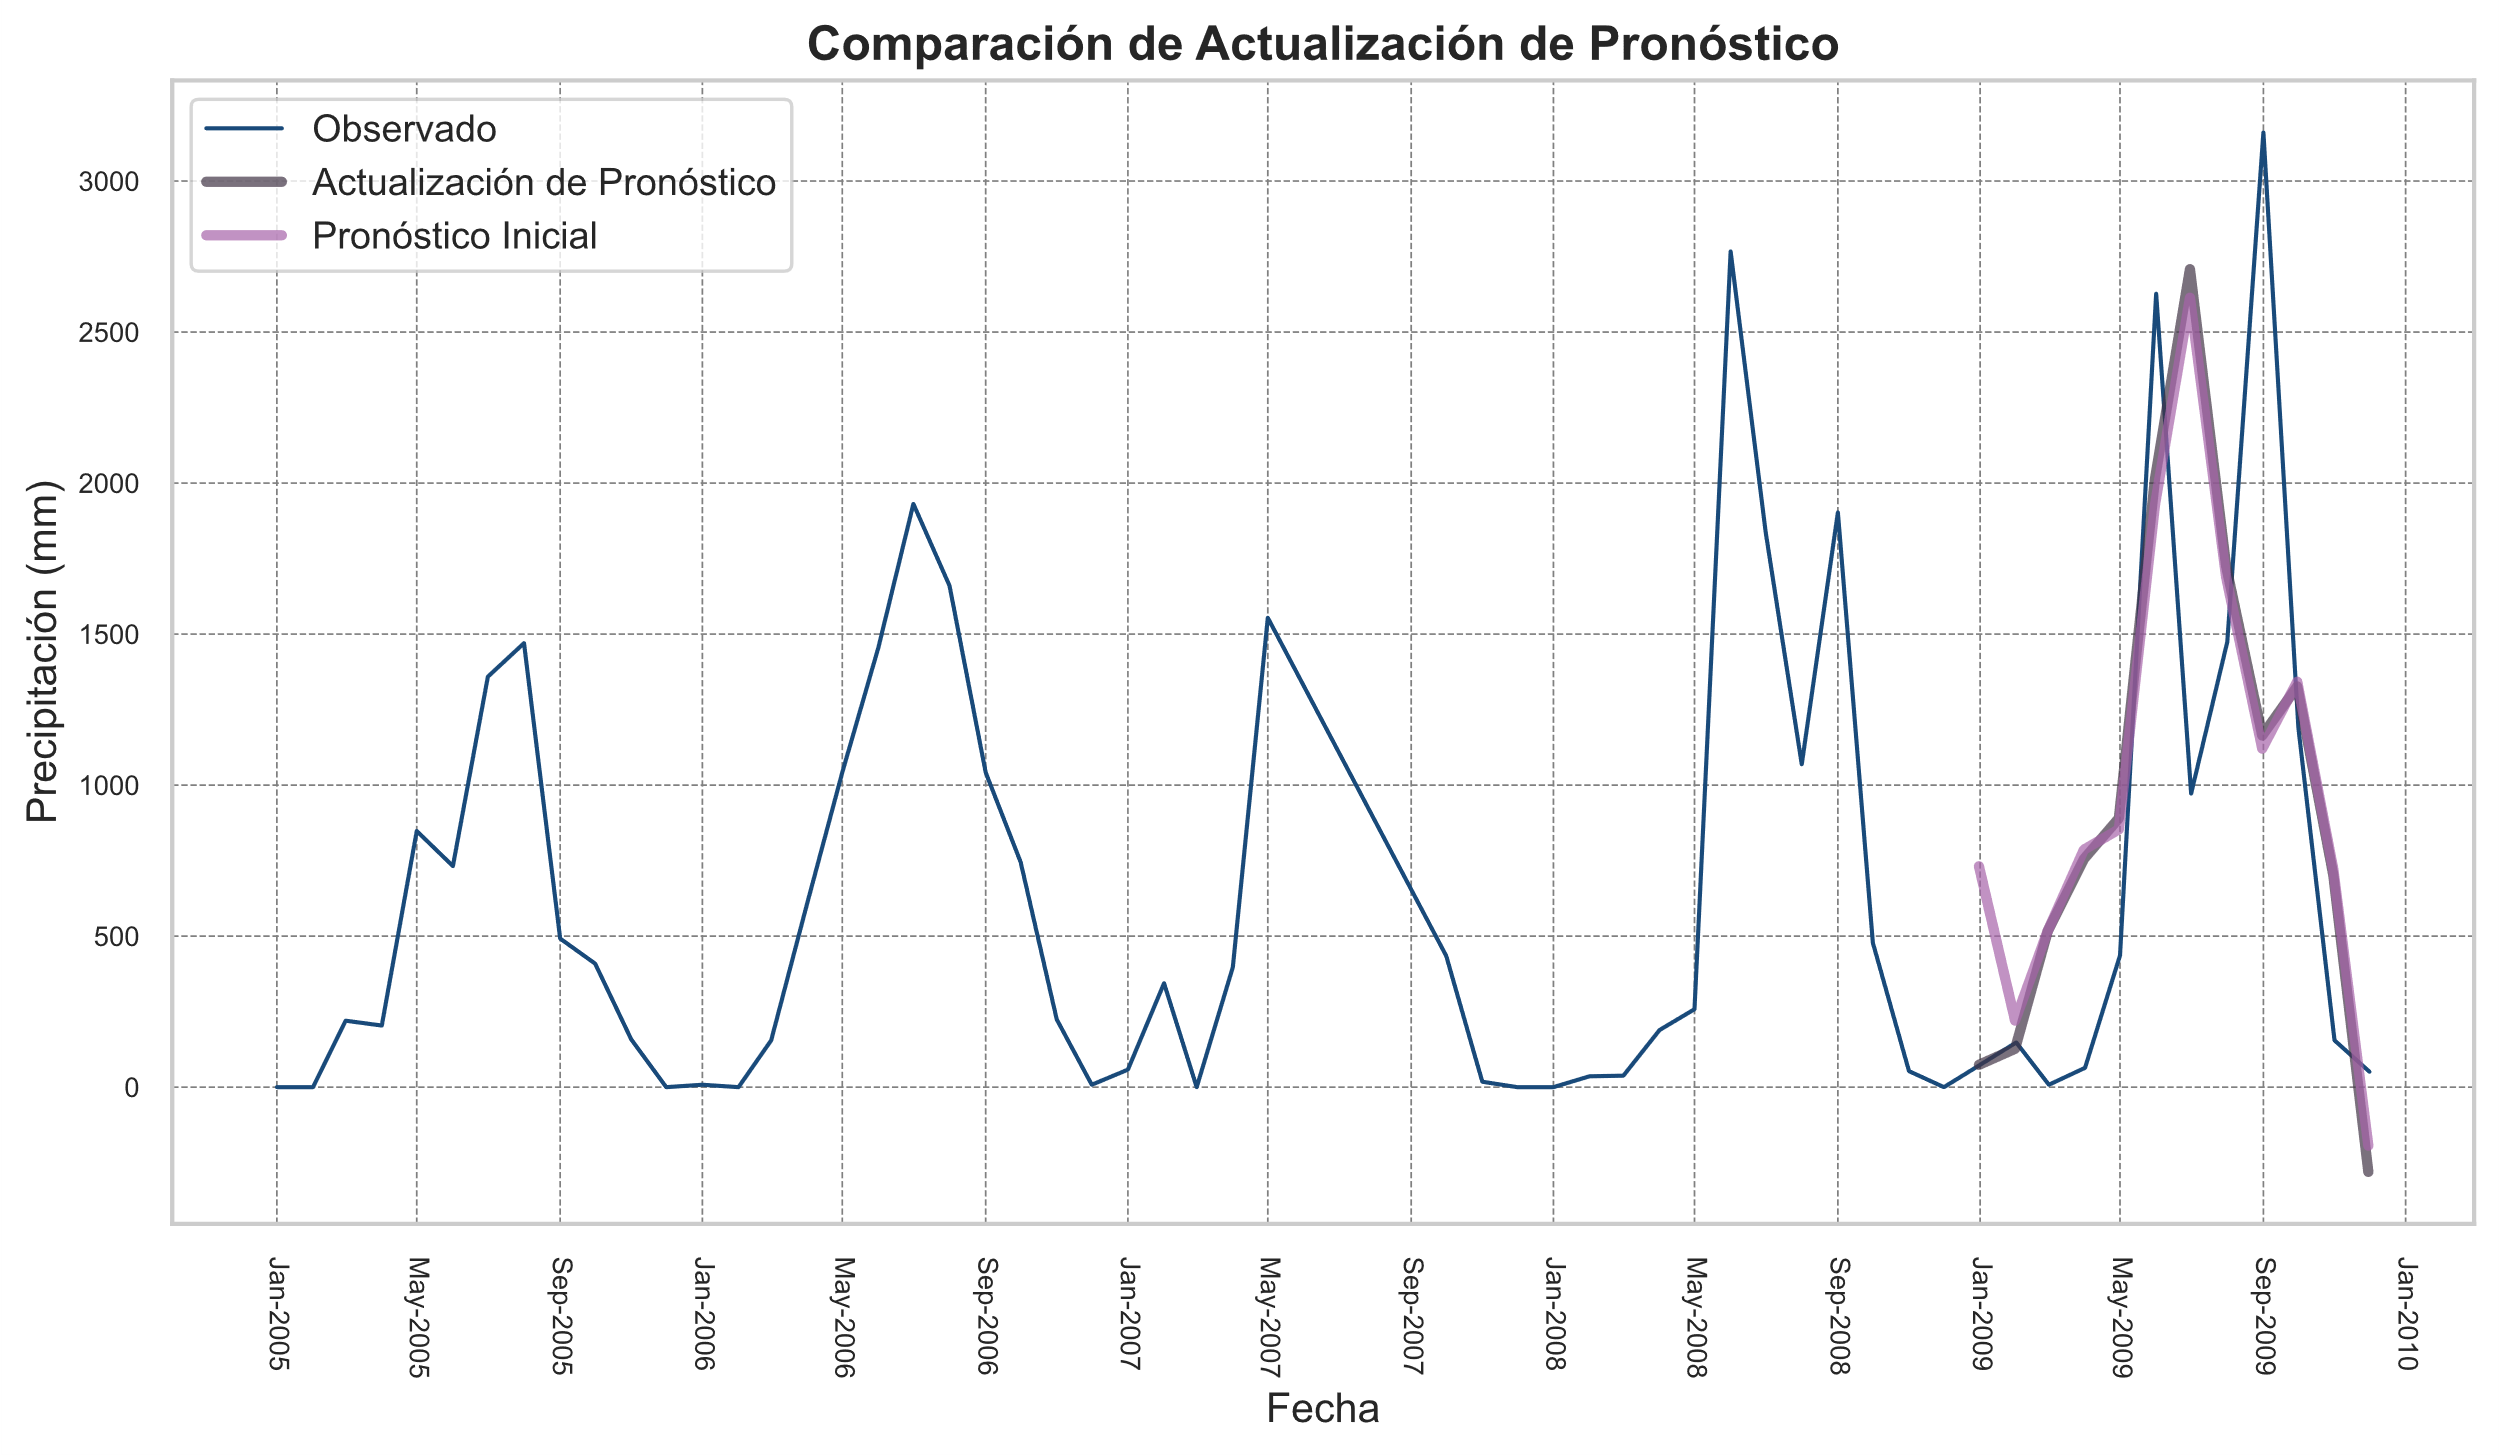 Comparación de Actualización de Pronóstico
Observado
Actualización de Pronóstico
Pronóstico Inicial
Precipitación (mm)
3000
2500
2000
1500
1000
500
0
Jan-2005
May-2005
Sep-2005
Jan-2006
May-2006
Sep-2006
Jan-2007
May-2007
Sep-2007
Jan-2008
May-2008
Sep-2008
Jan-2009
May-2009
Sep-2009
Jan-2010
Fecha